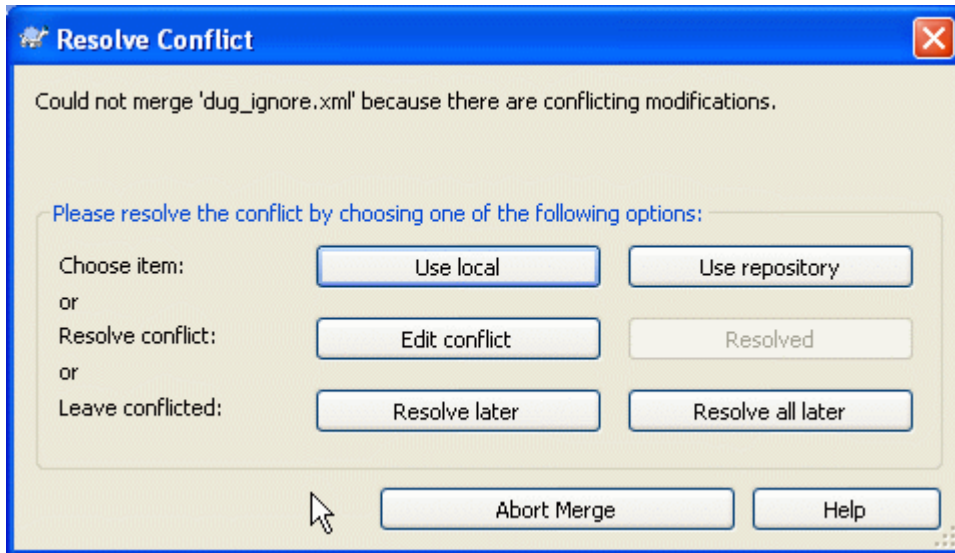 Resolve Conflict
Could not merge 'dug_ignore.xml' because there are conflicting modifications.
Please resolve the conflict by choosing one of the following options:
Choose item: Use local Use repository
or
Resolve conflict: Edit conflict Resolved
or
Leave conflicted: Resolve later Resolve all later
Abort Merge Help